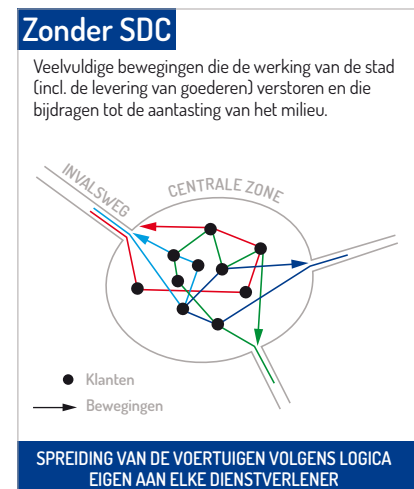 Zonder SDC
Veelvuldige bewegingen die de werking van de stad
(incl. de levering van goederen) verstoren en die
bijdragen tot de aantasting van het milieu.
INVALSWEG
CENTRALE ZONE
Klanten
Bewegingen
SPREIDING VAN DE VOERTUIGEN VOLGENS LOGICA
EIGEN AAN ELKE DIENSTVERLENER